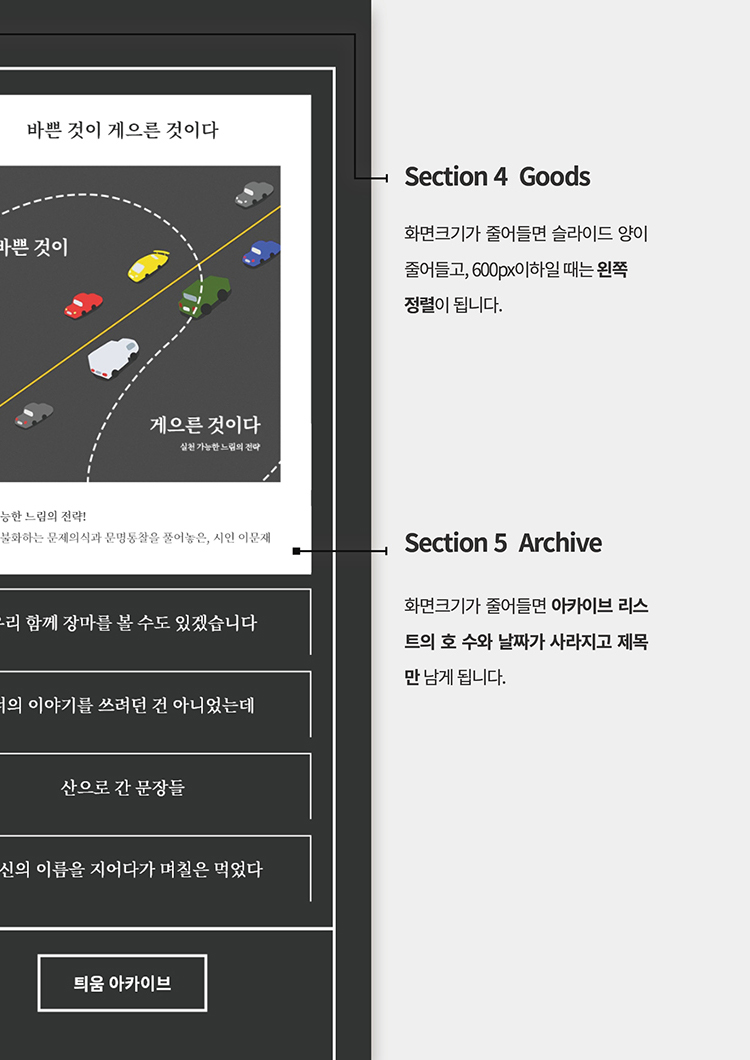 바쁜 것이 게으른 것이다
바쁜 것이
게으른 것이다
실천 가능한 느림의 전략
능한 느림의 전략!
불화하는 문제의식과 문명통찰을 풀어놓은, 시인 이문재
우리 함께 장마를 볼 수도 있겠습니다
의 이야기를 쓰려던 건 아니었는데
산으로 간 문장들
신의 이름을 지어다가 며칠은 먹었다
틔움 아카이브
Section 4 Goods
화면크기가 줄어들면 슬라이드 양이
줄어들고, 600px이하일 때는 왼쪽
정렬이 됩니다.
Section 5 Archive
화면크기가 줄어들면 아카이브 리스
트의 호 수와 날짜가 사라지고 제목
만 남게 됩니다.